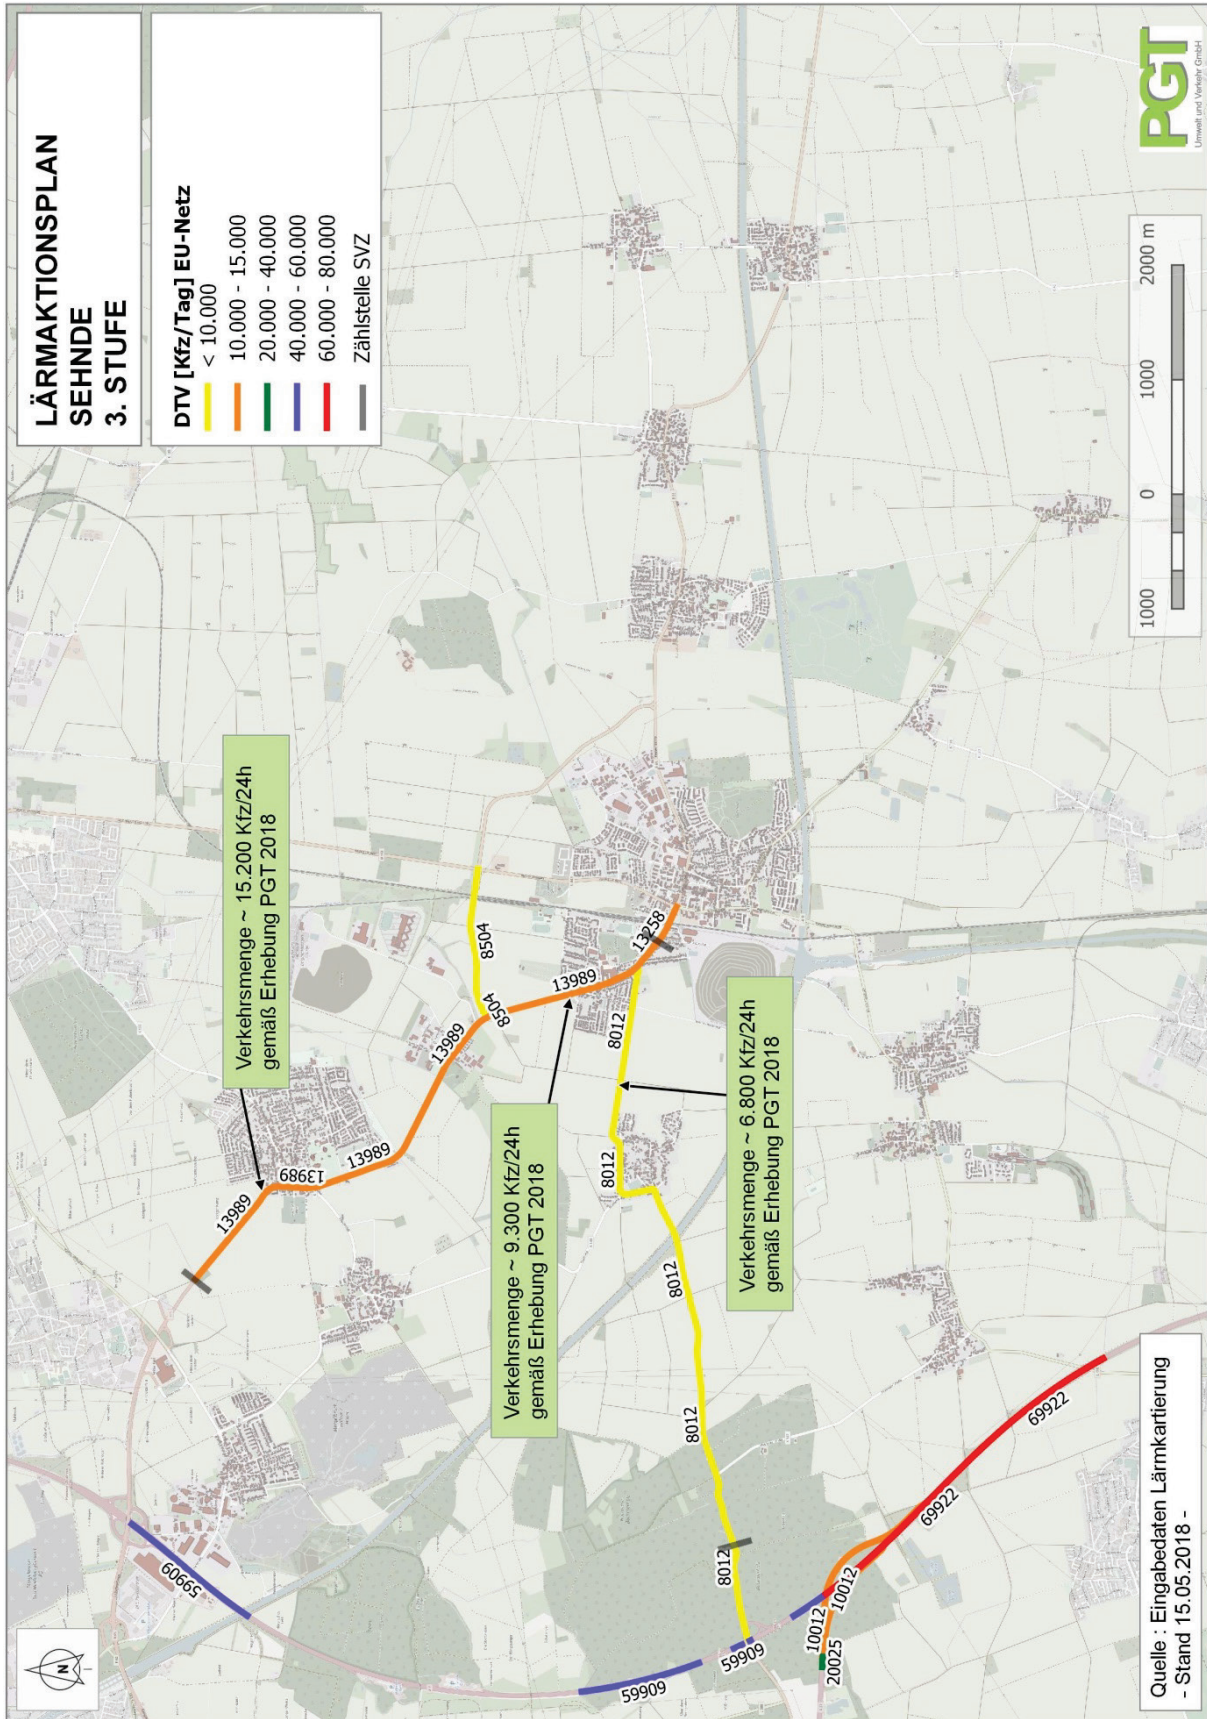 LÄRMAKTIONSPLAN
SEHNDE
3. STUFE
DTV [Kfz/Tag] EU-Netz
< 10.000
10.000 - 15.000
20.000 - 40.000
40.000 - 60.000
60.000 - 80.000
Zählstelle SVZ
N
59909
13989
13989
13989
13989
8504
8504
13989
13258
Verkehrsmenge ~ 15.200 Kfz/24h
gemäß Erhebung PGT 2018
Verkehrsmenge ~ 9.300 Kfz/24h
gemäß Erhebung PGT 2018
59909
59909
8012
8012
8012
8012
8012
Verkehrsmenge ~ 6.800 Kfz/24h
gemäß Erhebung PGT 2018
20025
10012
10012
69922
69922
Quelle : Eingabedaten Lärmkartierung
- Stand 15.05.2018 -
1000 0 1000 2000 m
PGT
Umwelt und Verkehr GmbH